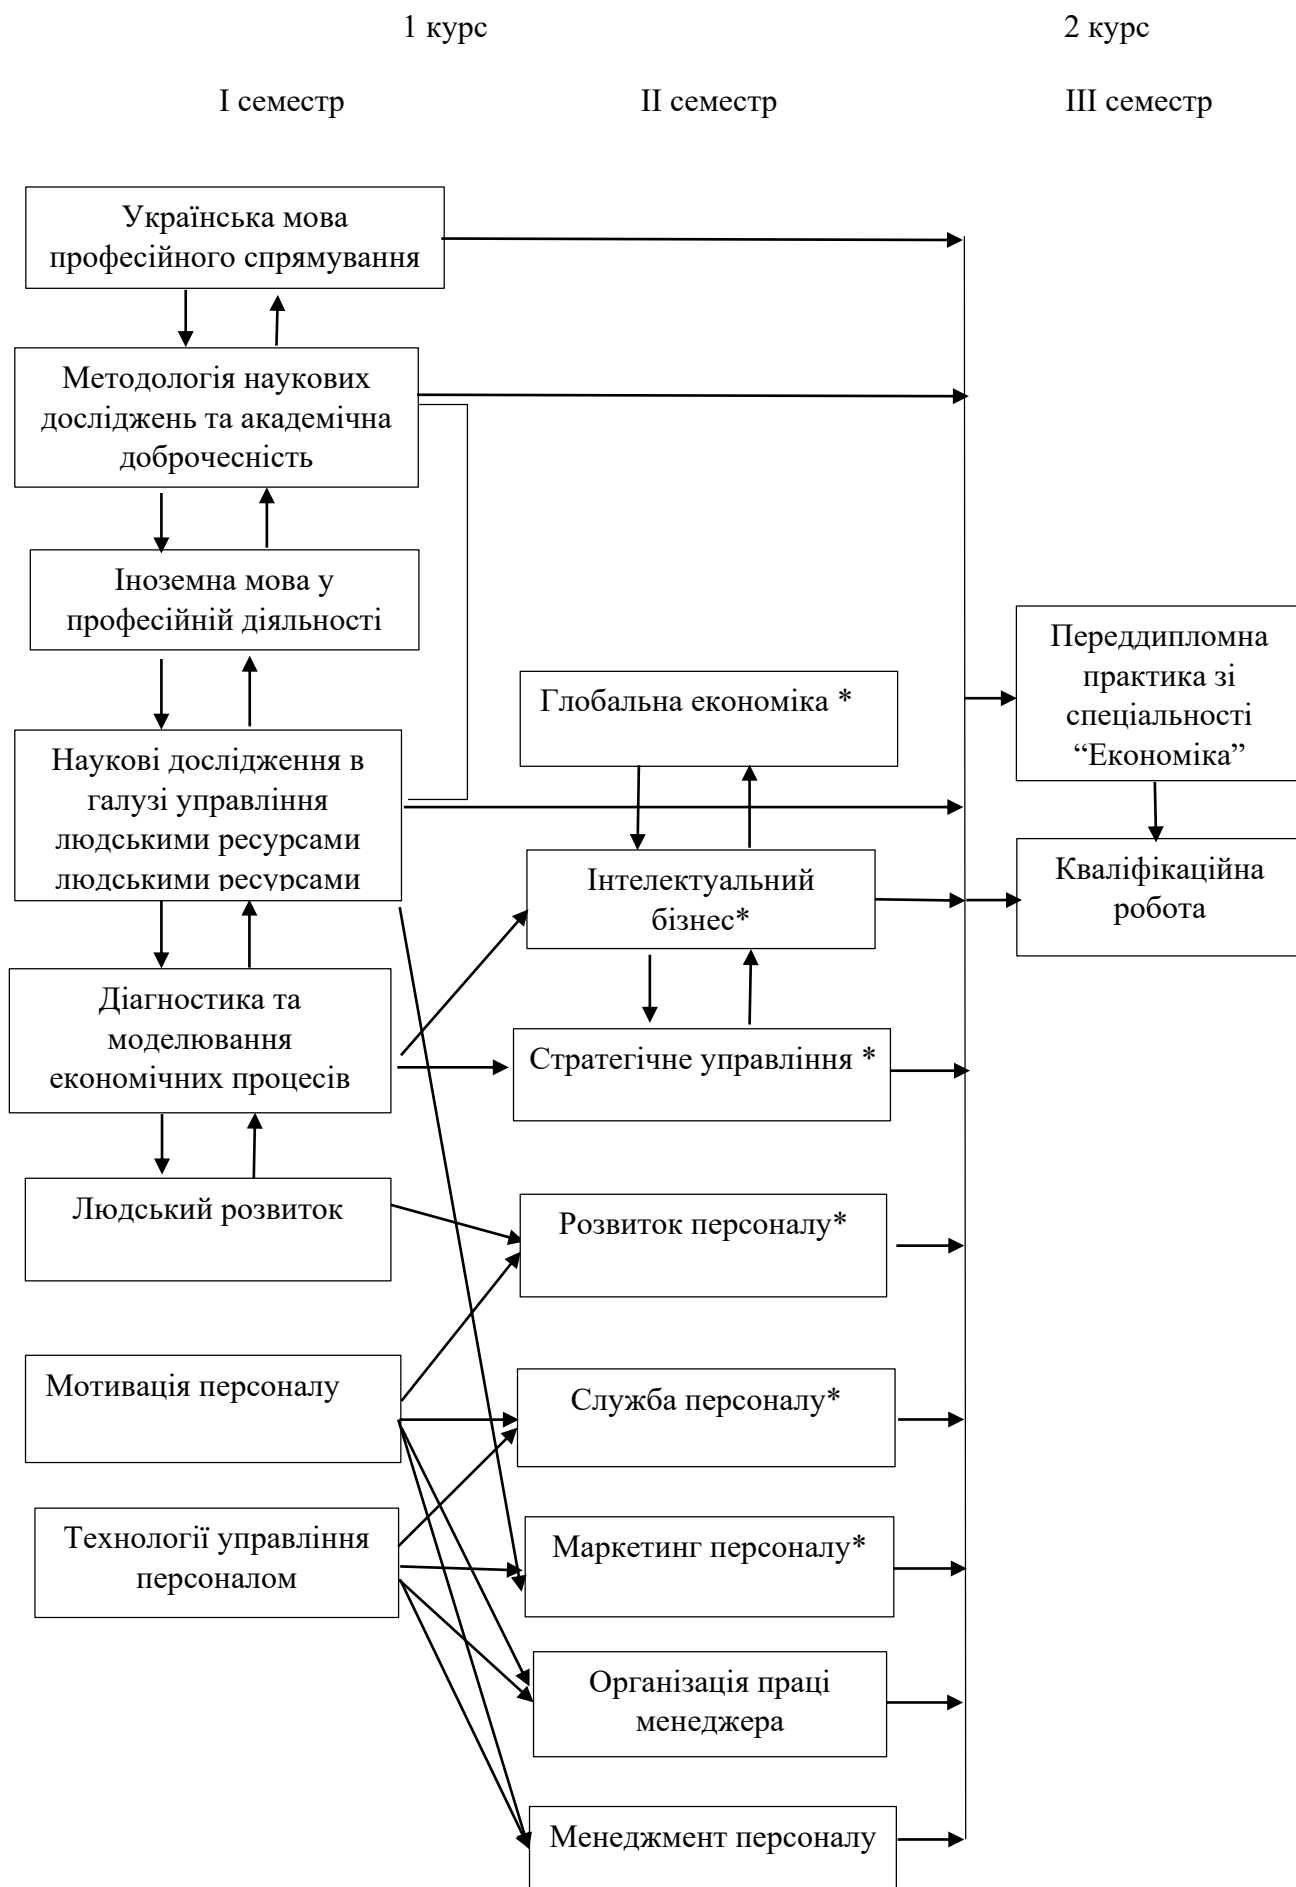 1 курс
2 курс
І семестр
ІІ семестр
ІІІ семестр
Українська мова
професійного спрямування
Методологія наукових
досліджень та академічна
доброчесність
Іноземна мова у
професійній діяльності
Наукові дослідження в
галузі управління
людськими ресурсами
людськими ресурсами
Діагностика та
моделювання
економічних процесів
Людський розвиток
Мотивація персоналу
Технології управління
персоналом
Глобальна економіка *
Інтелектуальний
бізнес*
Стратегічне управління *
Розвиток персоналу*
Служба персоналу*
Маркетинг персоналу*
Організація праці
менеджера
Менеджмент персоналу
Переддипломна
практика зі
спеціальності
“Економіка”
Кваліфікаційна
робота